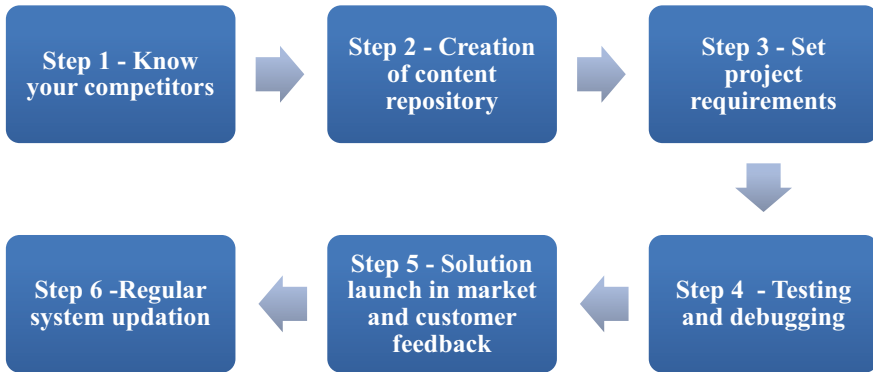 Step 1 - Know
your competitors
Step 2 - Creation
of content
repository
Step 3 - Set
project
requirements
Step 4 - Testing
and debugging
Step 5 - Solution
launch in market
and customer
feedback
Step 6 -Regular
system updation